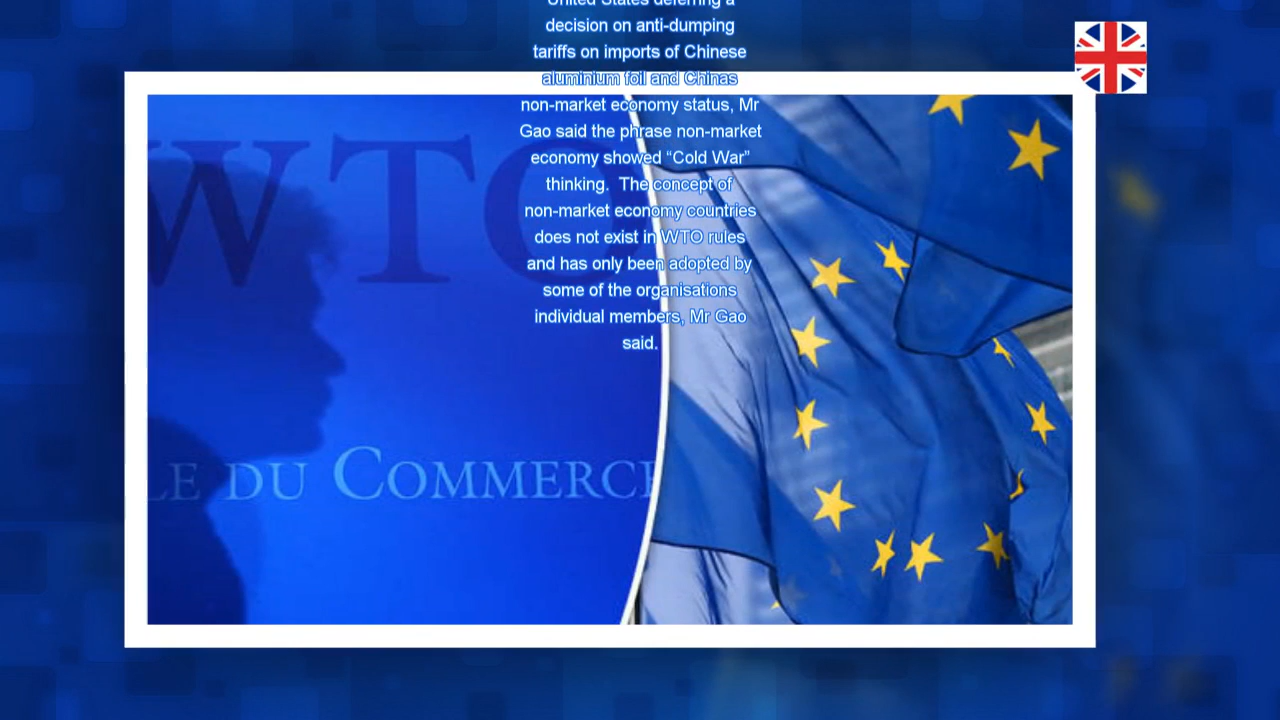 United States deferring a
decision on anti-dumping
tariffs on imports of Chinese
aluminium foil and Chinas
non-market economy status, Mr
Gao said the phrase non-market
economy showed “Cold War”
thinking. The concept of
non-market economy countries
does not exist in WTO rules
and has only been adopted by
some of the organisations
individual members, Mr Gao
said.
WTO
LE DU COMMERCE